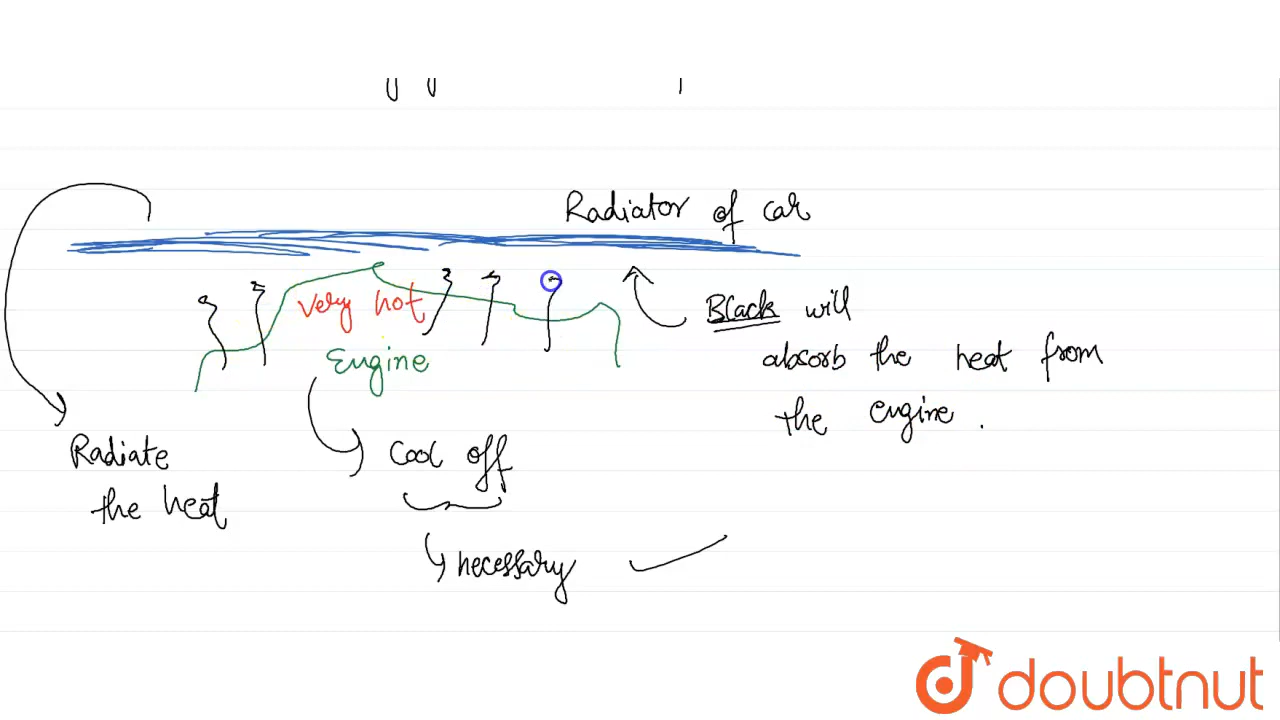 Radiator of car
Very hot
Engine
Black will
absorb the heat from
the engine.
Radiate
the heat
Cool off
necessary
doubtnut